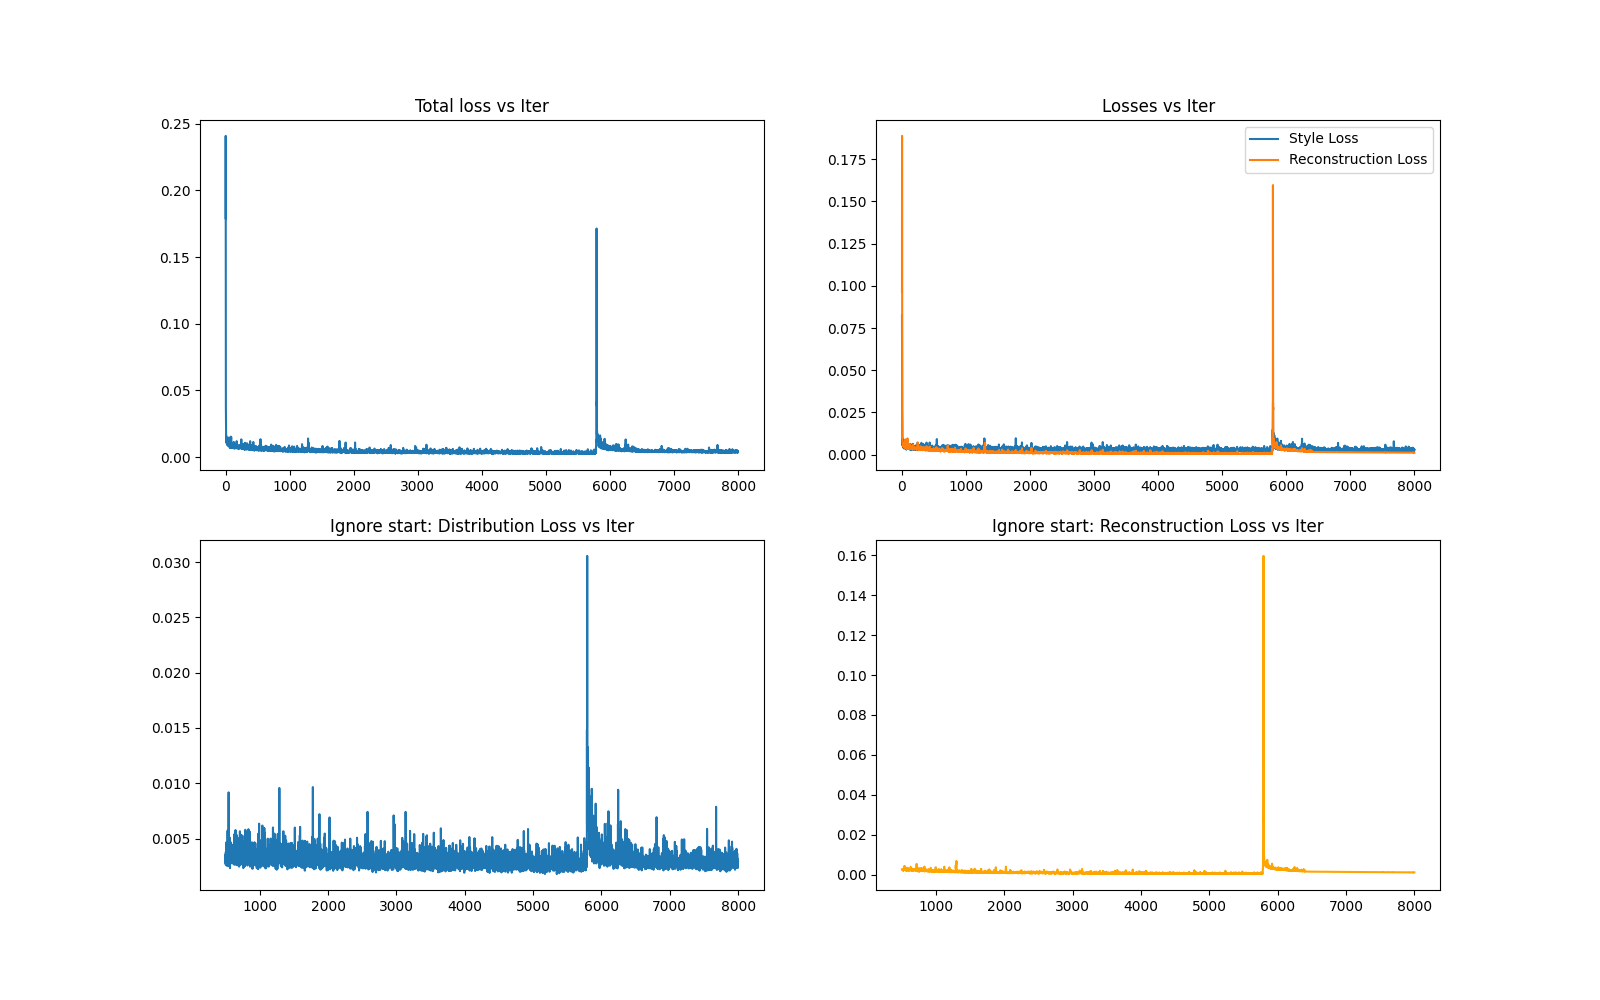 Total loss vs Iter
0.25
0.20
0.15
0.10
0.05
0.00
0 1000 2000 3000 4000 5000 6000 7000 8000
Losses vs Iter
Style Loss
Reconstruction Loss
0.175
0.150
0.125
0.100
0.075
0.050
0.025
0.000
0 1000 2000 3000 4000 5000 6000 7000 8000
Ignore start: Distribution Loss vs Iter
0.030
0.025
0.020
0.015
0.010
0.005
1000 2000 3000 4000 5000 6000 7000 8000
Ignore start: Reconstruction Loss vs Iter
0.16
0.14
0.12
0.10
0.08
0.06
0.04
0.02
0.00
1000 2000 3000 4000 5000 6000 7000 8000